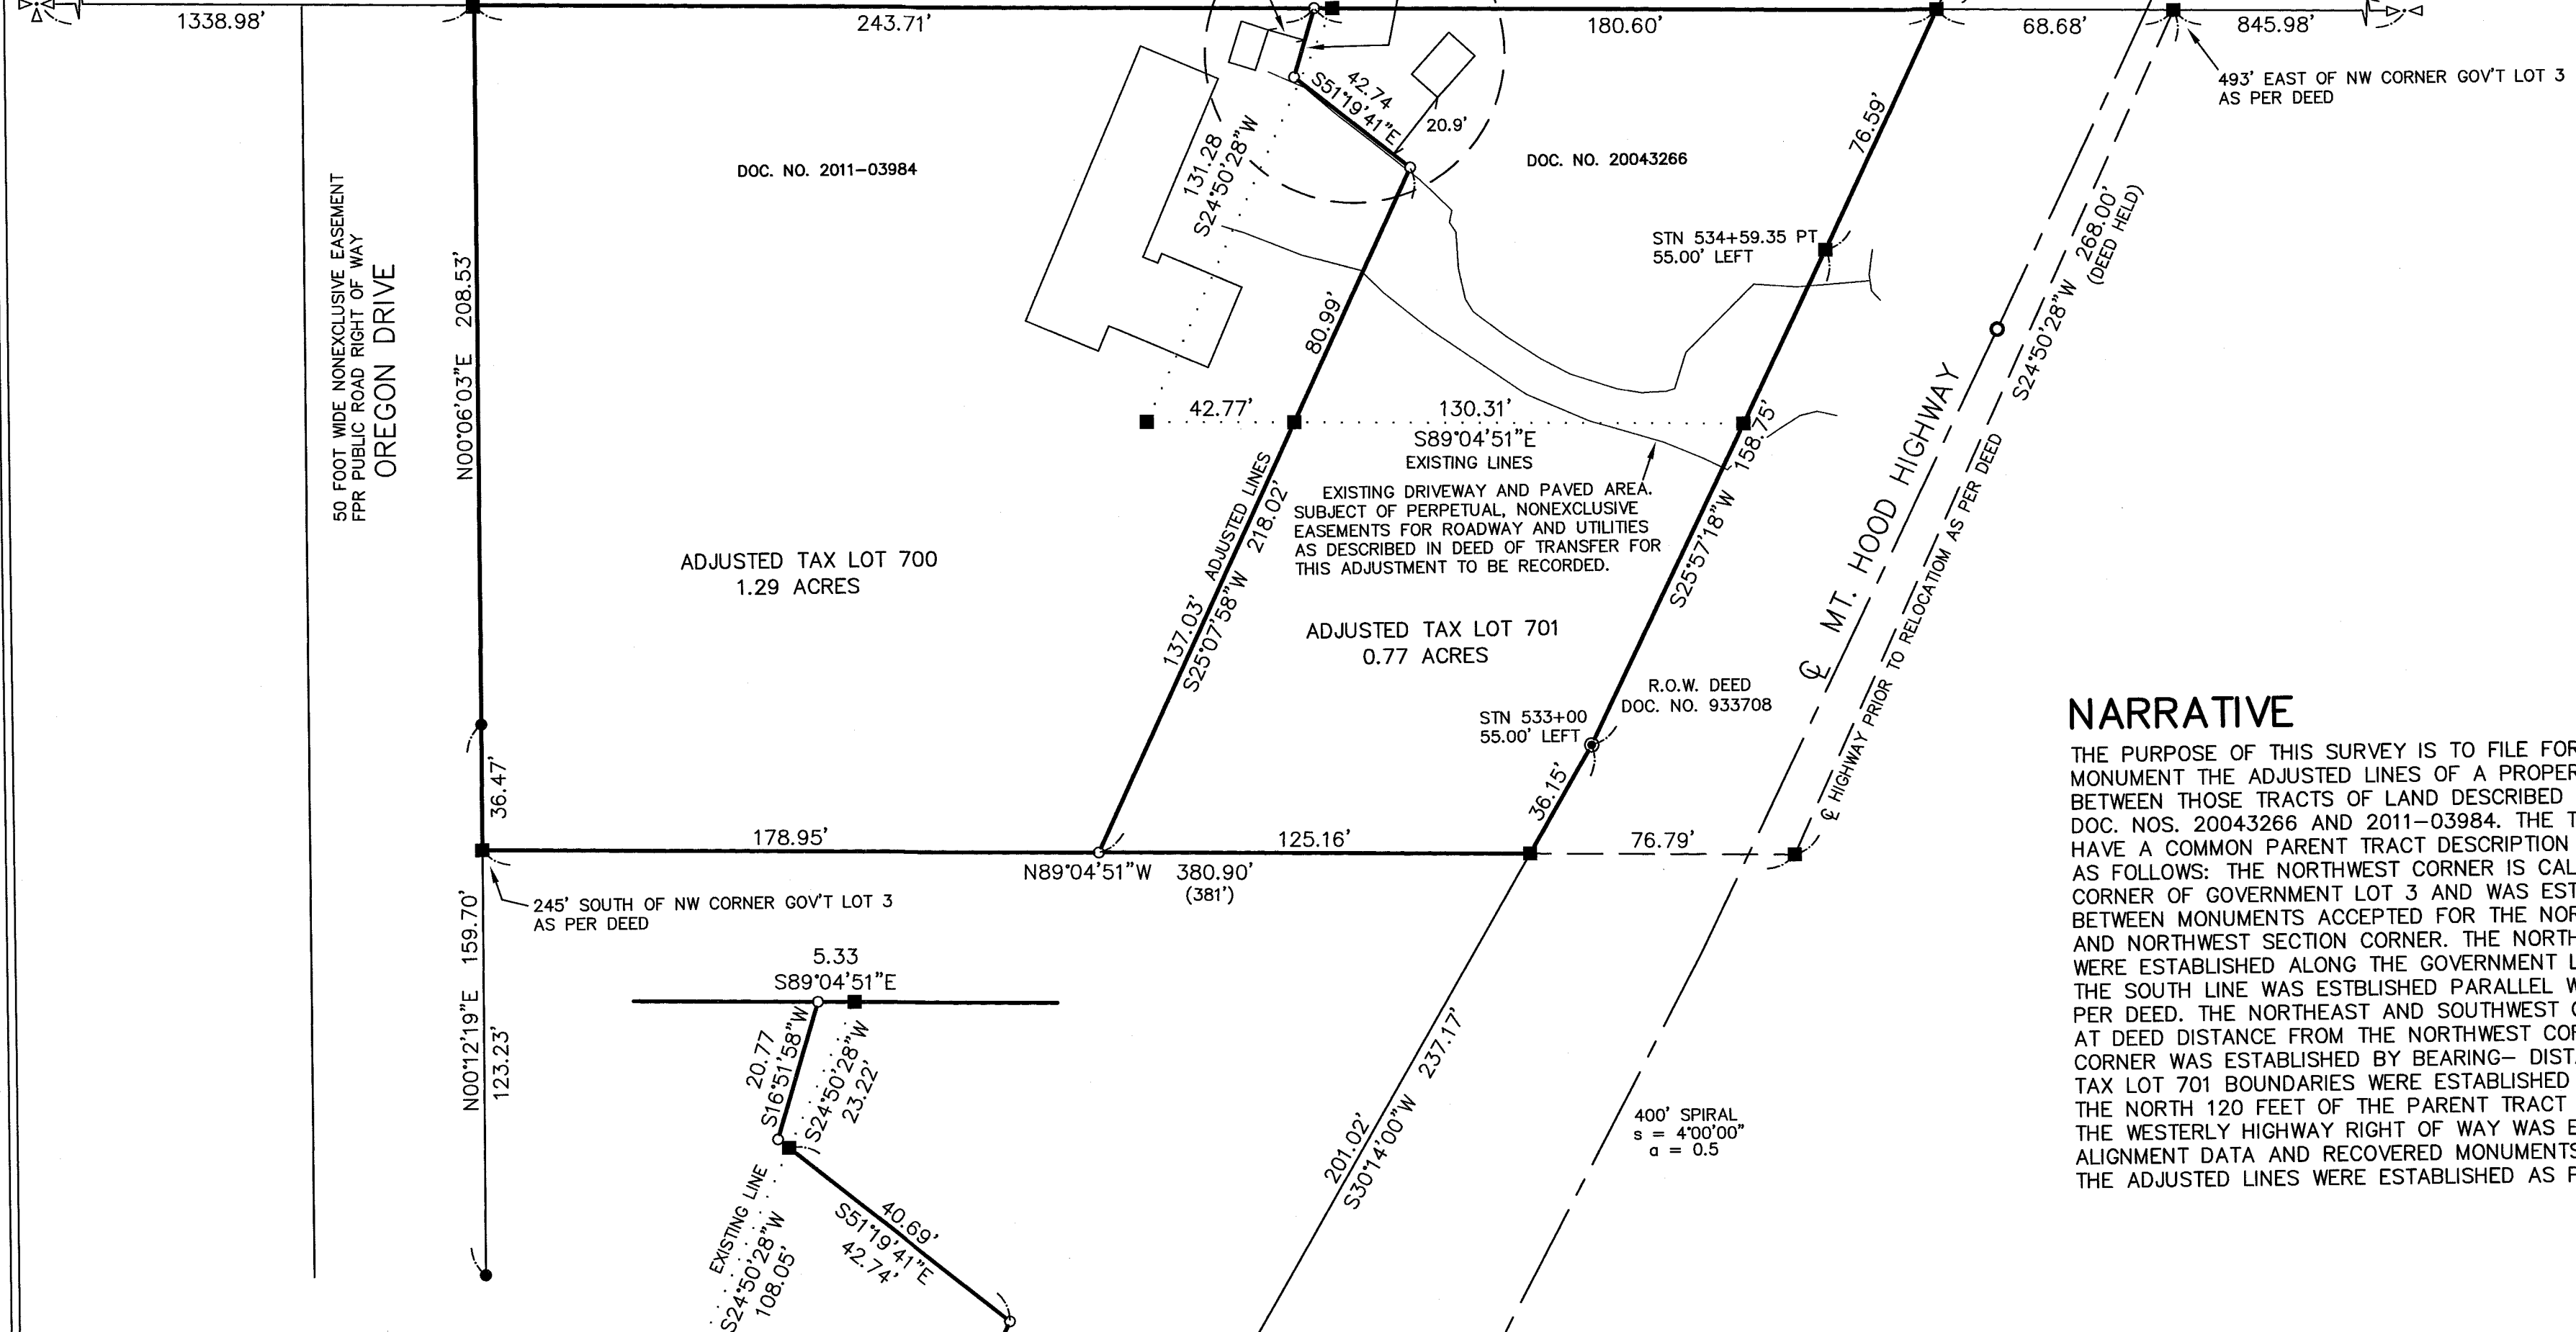 1338.98'
243.71'
180.60'
68.68'
845.98'
493' EAST OF NW CORNER GOV'T LOT 3
AS PER DEED
42.74
S51°19'41"E
20.9'
76.59'
131.28
S24°50'28"W
DOC. NO. 2011-03984
DOC. NO. 20043266
50 FOOT WIDE NONEXCLUSIVE EASEMENT
FPR PUBLIC ROAD RIGHT OF WAY
OREGON DRIVE
N00°06'03"E 208.53'
STN 534+59.35 PT
55.00' LEFT
S24°50'28"W 268.00'
(DEED HELD)
80.99'
42.77'
130.31'
S89°04'51"E
EXISTING LINES
158.75'
S25°57'18"W
EXISTING DRIVEWAY AND PAVED AREA.
SUBJECT OF PERPETUAL, NONEXCLUSIVE
EASEMENTS FOR ROADWAY AND UTILITIES
AS DESCRIBED IN DEED OF TRANSFER FOR
THIS ADJUSTMENT TO BE RECORDED.
ADJUSTED TAX LOT 700
1.29 ACRES
137.03' ADJUSTED LINES
S25°07'58"W 218.02'
ADJUSTED TAX LOT 701
0.77 ACRES
℄ MT. HOOD HIGHWAY
℄ HIGHWAY PRIOR TO RELOCATIOM AS PER DEED
R.O.W. DEED
DOC. NO. 933708
STN 533+00
55.00' LEFT
36.47'
36.15'
178.95'
125.16'
76.79'
N89°04'51"W 380.90'
(381')
245' SOUTH OF NW CORNER GOV'T LOT 3
AS PER DEED
N00°12'19"E 159.70'
123.23'
5.33
S89°04'51"E
20.77
S16°51'58"W
S24°50'28"W
23.22'
EXISTING LINE
S24°50'28"W
108.05'
40.69'
S51°19'41"E
42.74'
201.02'
S30°14'00"W 237.17'
400' SPIRAL
s = 4°00'00"
a = 0.5
NARRATIVE
THE PURPOSE OF THIS SURVEY IS TO FILE FOR
MONUMENT THE ADJUSTED LINES OF A PROPER
BETWEEN THOSE TRACTS OF LAND DESCRIBED
DOC. NOS. 20043266 AND 2011-03984. THE T
HAVE A COMMON PARENT TRACT DESCRIPTION
AS FOLLOWS: THE NORTHWEST CORNER IS CAL
CORNER OF GOVERNMENT LOT 3 AND WAS EST
BETWEEN MONUMENTS ACCEPTED FOR THE NOR
AND NORTHWEST SECTION CORNER. THE NORTH
WERE ESTABLISHED ALONG THE GOVERNMENT L
THE SOUTH LINE WAS ESTBLISHED PARALLEL W
PER DEED. THE NORTHEAST AND SOUTHWEST C
AT DEED DISTANCE FROM THE NORTHWEST COR
CORNER WAS ESTABLISHED BY BEARING- DIST
TAX LOT 701 BOUNDARIES WERE ESTABLISHED
THE NORTH 120 FEET OF THE PARENT TRACT
THE WESTERLY HIGHWAY RIGHT OF WAY WAS E
ALIGNMENT DATA AND RECOVERED MONUMENTS
THE ADJUSTED LINES WERE ESTABLISHED AS P